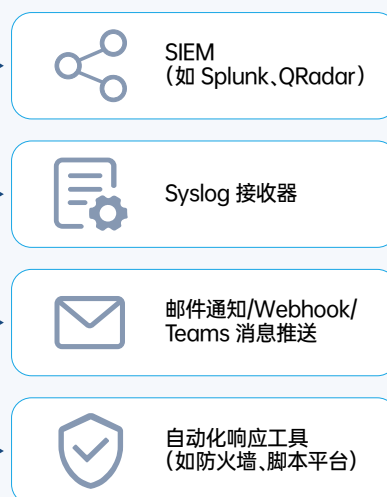 SIEM
(如 Splunk、QRadar)
Syslog 接收器
邮件通知/Webhook/
Teams 消息推送
自动化响应工具
(如防火墙、脚本平台)